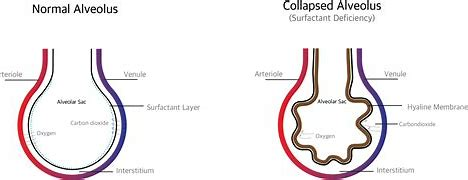 Normal Alveolus
rteriole
Venule
Alveolar Sac
Surfactant Layer
Carbon dioxide
Oxygen
Interstitium
Collapsed Alveolus
(Surfactant Deficiency)
Arteriole
Venule
Alveolar Sac
Hyaline Membrane
Carbondioxide
Oxygen
Interstitium